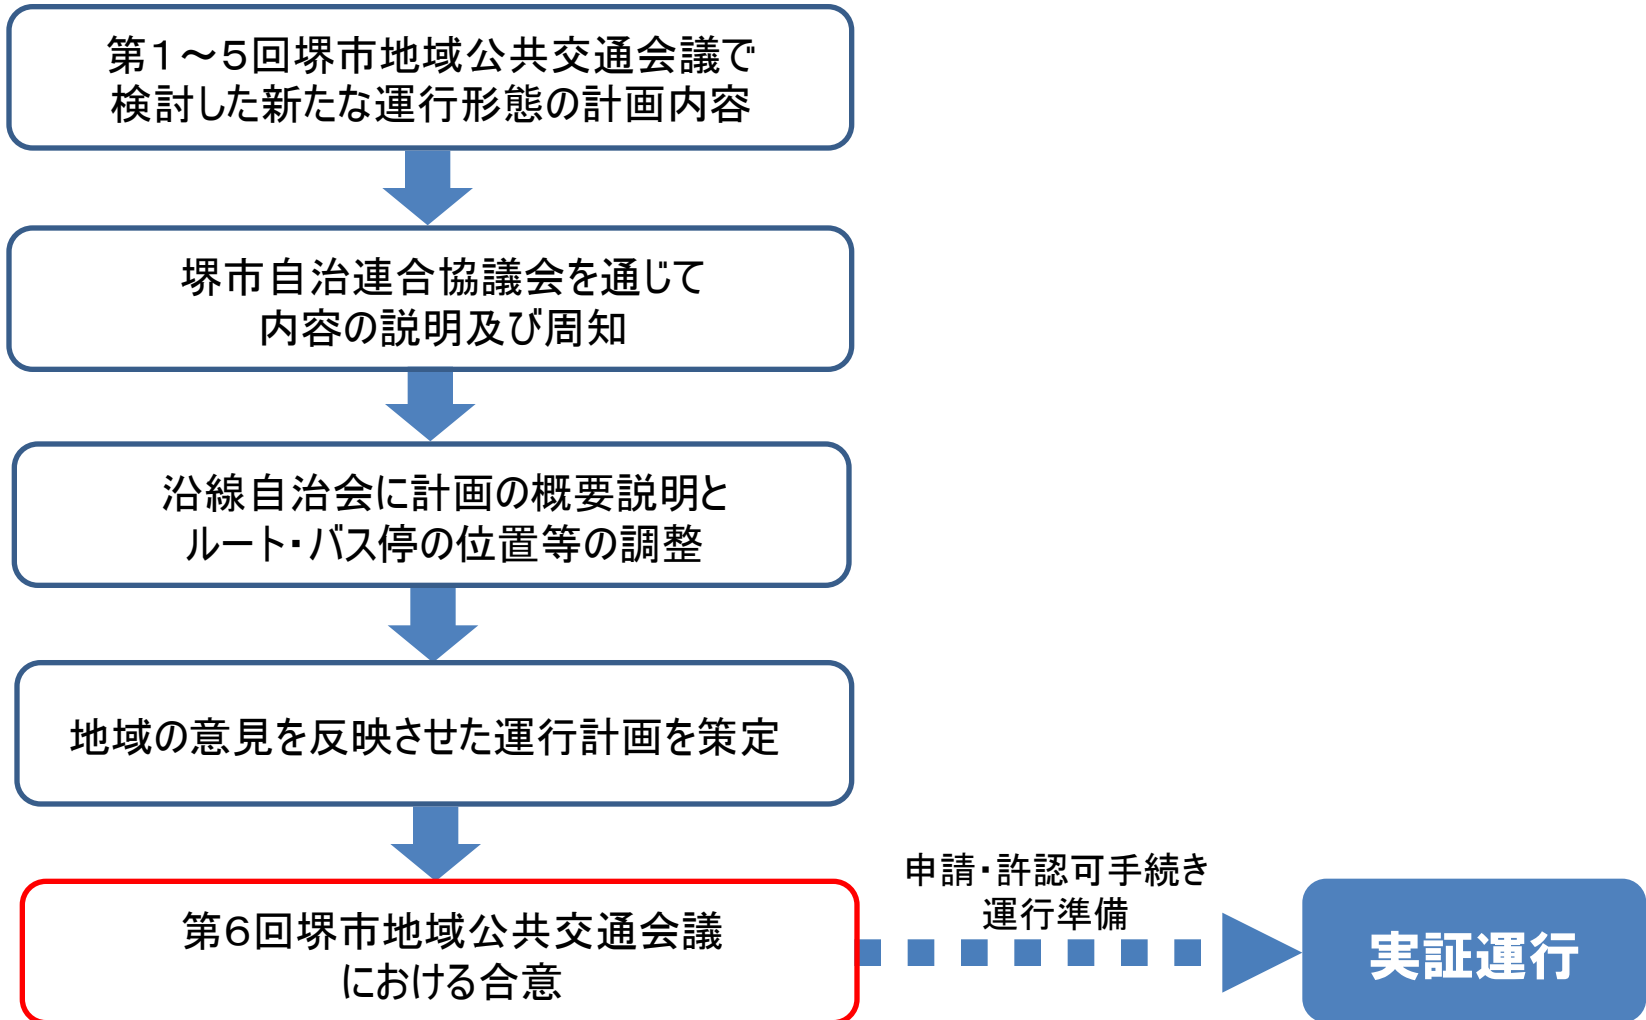 第1～5回堺市地域公共交通会議で
検討した新たな運行形態の計画内容
堺市自治連合協議会を通じて
内容の説明及び周知
沿線自治会に計画の概要説明と
ルート・バス停の位置等の調整
地域の意見を反映させた運行計画を策定
第6回堺市地域公共交通会議
における合意
申請・許認可手続き
運行準備
実証運行